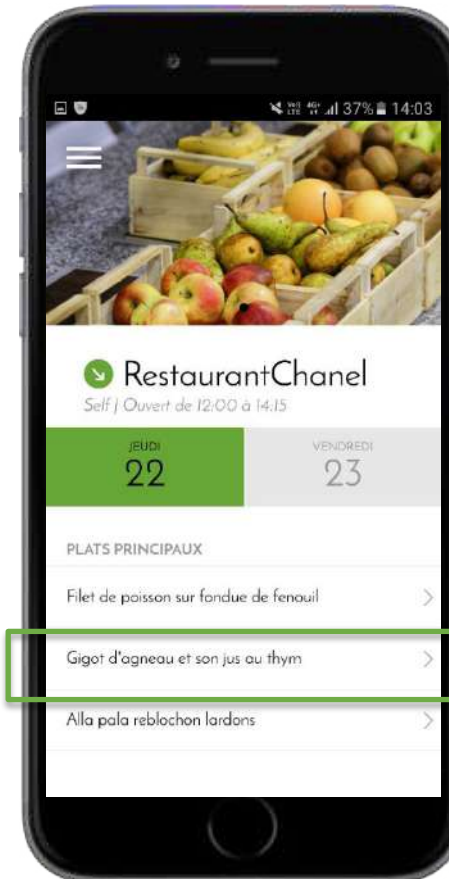 37% 14:03
RestaurantChanel
Self | Ouvert de 12:00 à 14:15
JEUDI
22
VENDREDI
23
PLATS PRINCIPAUX
Filet de poisson sur fondue de fenouil
Gigot d'agneau et son jus au thym
Alla pala reblochon lardons